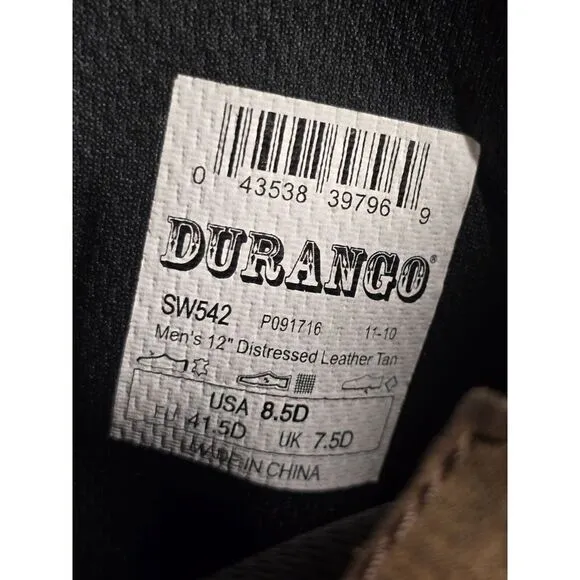 0 43538 39796 9
DURANGO®
SW542 P091716 11-10
Men's 12" Distressed Leather Tan
USA 8.5D
EU 41.5D UK 7.5D
MADE IN CHINA